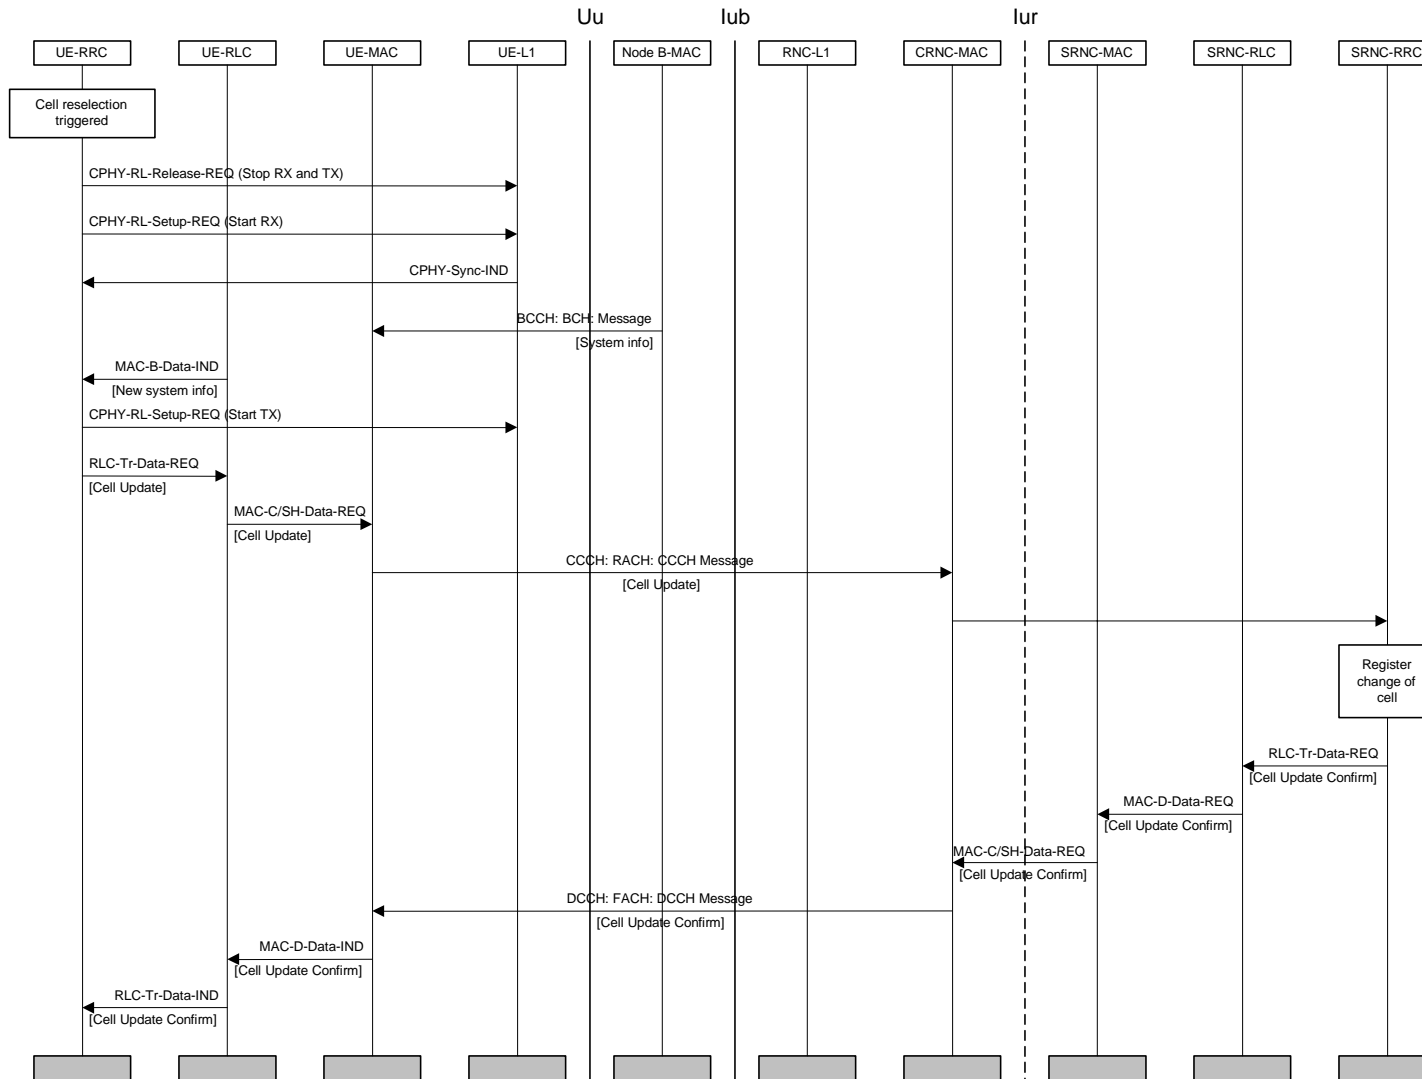 Uu
Iub
Iur
UE-RRC
UE-RLC
UE-MAC
UE-L1
Node B-MAC
RNC-L1
CRNC-MAC
SRNC-MAC
SRNC-RLC
SRNC-RRC
Cell reselection
triggered
CPHY-RL-Release-REQ (Stop RX and TX)
CPHY-RL-Setup-REQ (Start RX)
CPHY-Sync-IND
BCCH: BCH: Message
[System info]
MAC-B-Data-IND
[New system info]
CPHY-RL-Setup-REQ (Start TX)
RLC-Tr-Data-REQ
[Cell Update]
MAC-C/SH-Data-REQ
[Cell Update]
CCCH: RACH: CCCH Message
[Cell Update]
Register
change of
cell
RLC-Tr-Data-REQ
[Cell Update Confirm]
MAC-D-Data-REQ
[Cell Update Confirm]
MAC-C/SH-Data-REQ
[Cell Update Confirm]
DCCH: FACH: DCCH Message
[Cell Update Confirm]
MAC-D-Data-IND
[Cell Update Confirm]
RLC-Tr-Data-IND
[Cell Update Confirm]